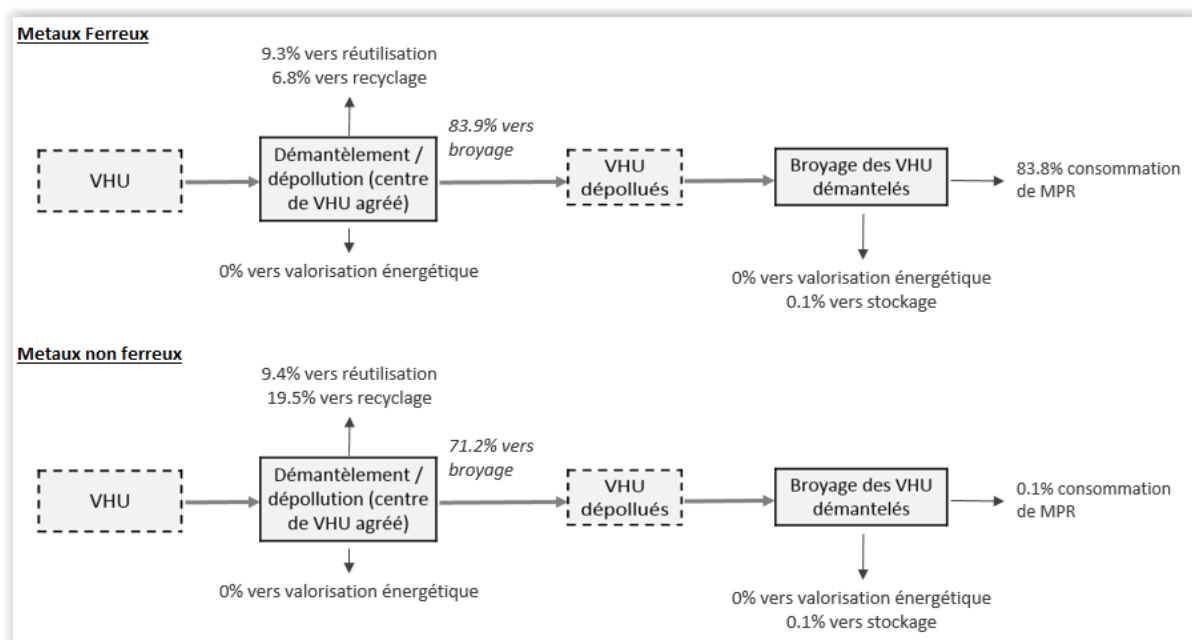 Metaux Ferreux
9.3% vers réutilisation
6.8% vers recyclage
83.9% vers
broyage
VHU
Démantèlement /
dépollution (centre
de VHU agréé)
VHU
dépollués
Broyage des VHU
démantelés
83.8% consommation
de MPR
0% vers valorisation énergétique
0% vers valorisation énergétique
0.1% vers stockage
Metaux non ferreux
9.4% vers réutilisation
19.5% vers recyclage
71.2% vers
broyage
VHU
Démantèlement /
dépollution (centre
de VHU agréé)
VHU
dépollués
Broyage des VHU
démantelés
0.1% consommation
de MPR
0% vers valorisation énergétique
0% vers valorisation énergétique
0.1% vers stockage